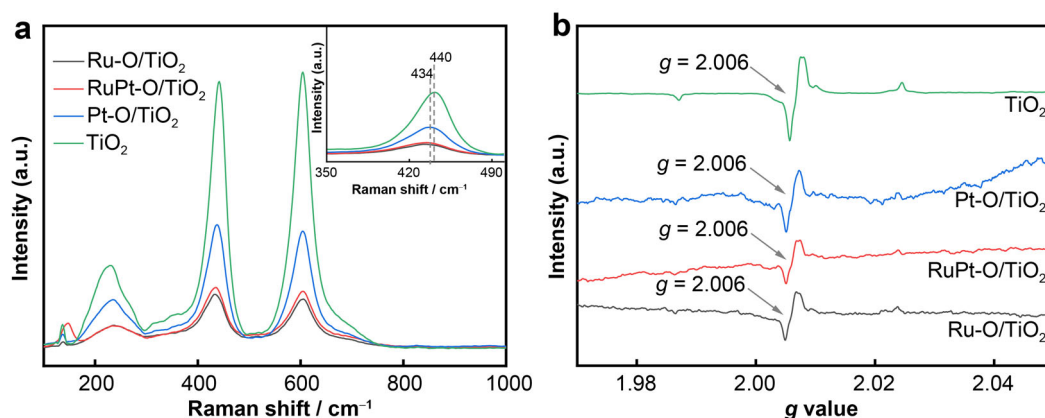 a
Ru-O/TiO₂
RuPt-O/TiO₂
Pt-O/TiO₂
TiO₂
Intensity (a.u.)
200
400
600
800
1000
Raman shift / cm⁻¹
Intensity (a.u.)
434
440
350
420
490
Raman shift / cm⁻¹
b
Intensity (a.u.)
g = 2.006
TiO₂
g = 2.006
Pt-O/TiO₂
g = 2.006
RuPt-O/TiO₂
g = 2.006
Ru-O/TiO₂
1.98
2.00
2.02
2.04
g value